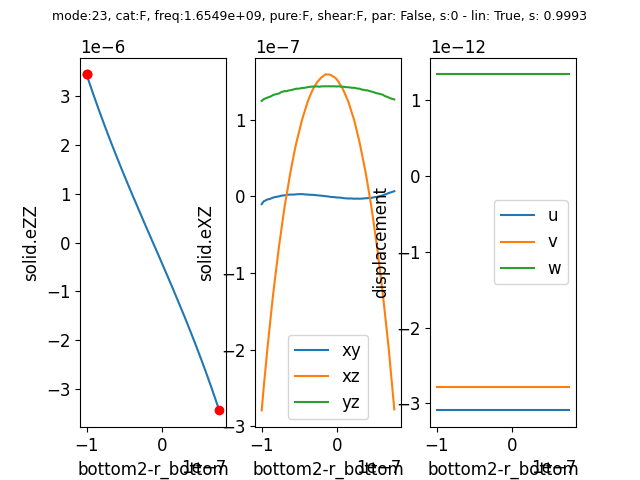 mode:23, cat:F, freq:1.6549e+09, pure:F, shear:F, par: False, s:0 - lin: True, s: 0.9993
1e−6
1e−7
1e−12
3
2
1
0
−1
−2
−3
solid.eZZ
−1
0
1e−7
bottom2-r_bottom
1
0
−1
−2
−3
solid.eXZ
xy
xz
yz
−1
0
1e−7
bottom2-r_bottom
1
0
−1
−2
−3
displacement
u
v
w
−1
0
1e−7
bottom2-r_bottom